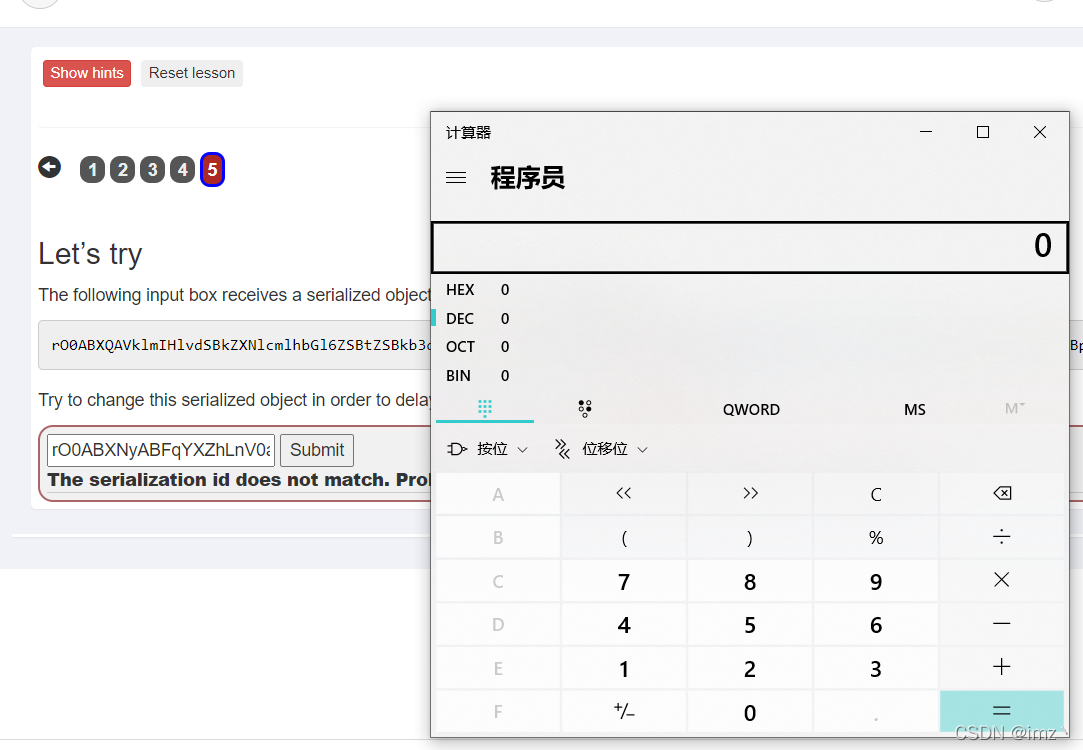 Show hints Reset lesson
1 2 3 4 5
Let's try
The following input box receives a serialized object
rO0ABXQAVklmIHlvdSBkZXNlcmlhbGl6ZSBtZSBkb3
Try to change this serialized object in order to delay
rO0ABXNyABFqYXZhLnV0a Submit
The serialization id does not match. Pro
计算器
程序员
0
HEX 0
DEC 0
OCT 0
BIN 0
QWORD MS M
按位 位移位
A << >> C
B ( ) % ÷
C 7 8 9 ×
D 4 5 6 −
E 1 2 3 +
F +/− 0 . =
CSDN @imz